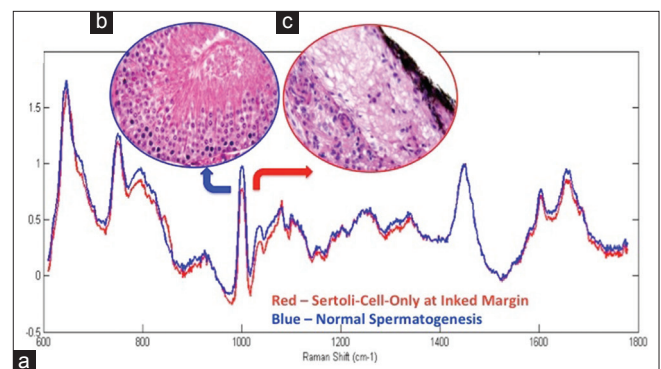 b
c
1.5
1
0.5
0
-0.5
Red – Sertoli-Cell-Only at Inked Margin
Blue – Normal Spermatogenesis
600 800 1000 1200 1400 1600 1800
Raman Shift (cm-1)
a